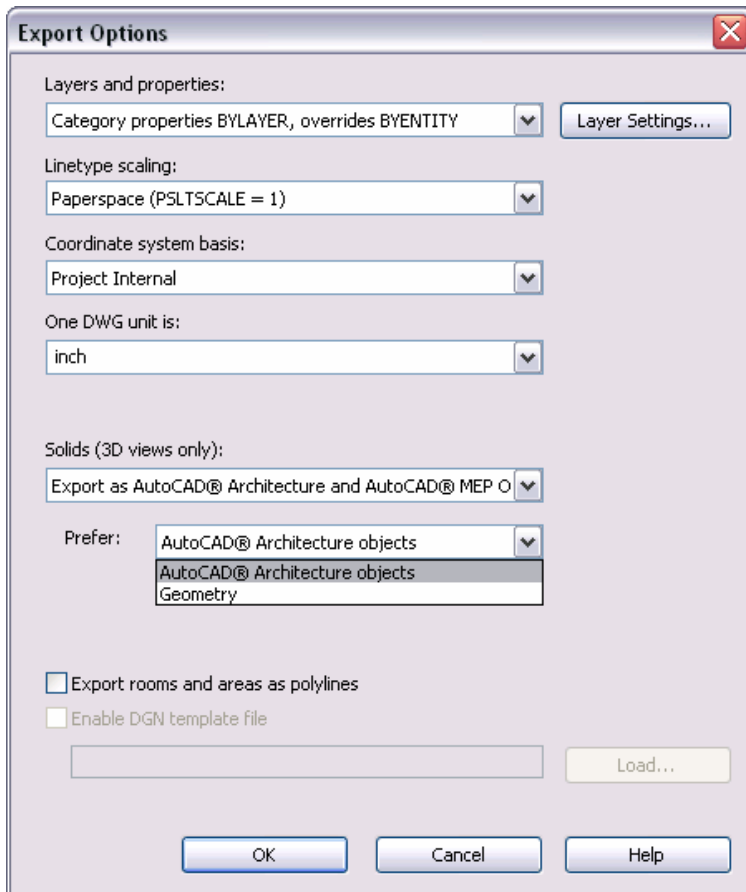 Export Options
Layers and properties:
Category properties BYLAYER, overrides BYENTITY
Layer Settings...
Linetype scaling:
Paperspace (PSLTSCALE = 1)
Coordinate system basis:
Project Internal
One DWG unit is:
inch
Solids (3D views only):
Export as AutoCAD® Architecture and AutoCAD® MEP O
Prefer:
AutoCAD® Architecture objects
AutoCAD® Architecture objects
Geometry
Export rooms and areas as polylines
Enable DGN template file
Load...
OK
Cancel
Help